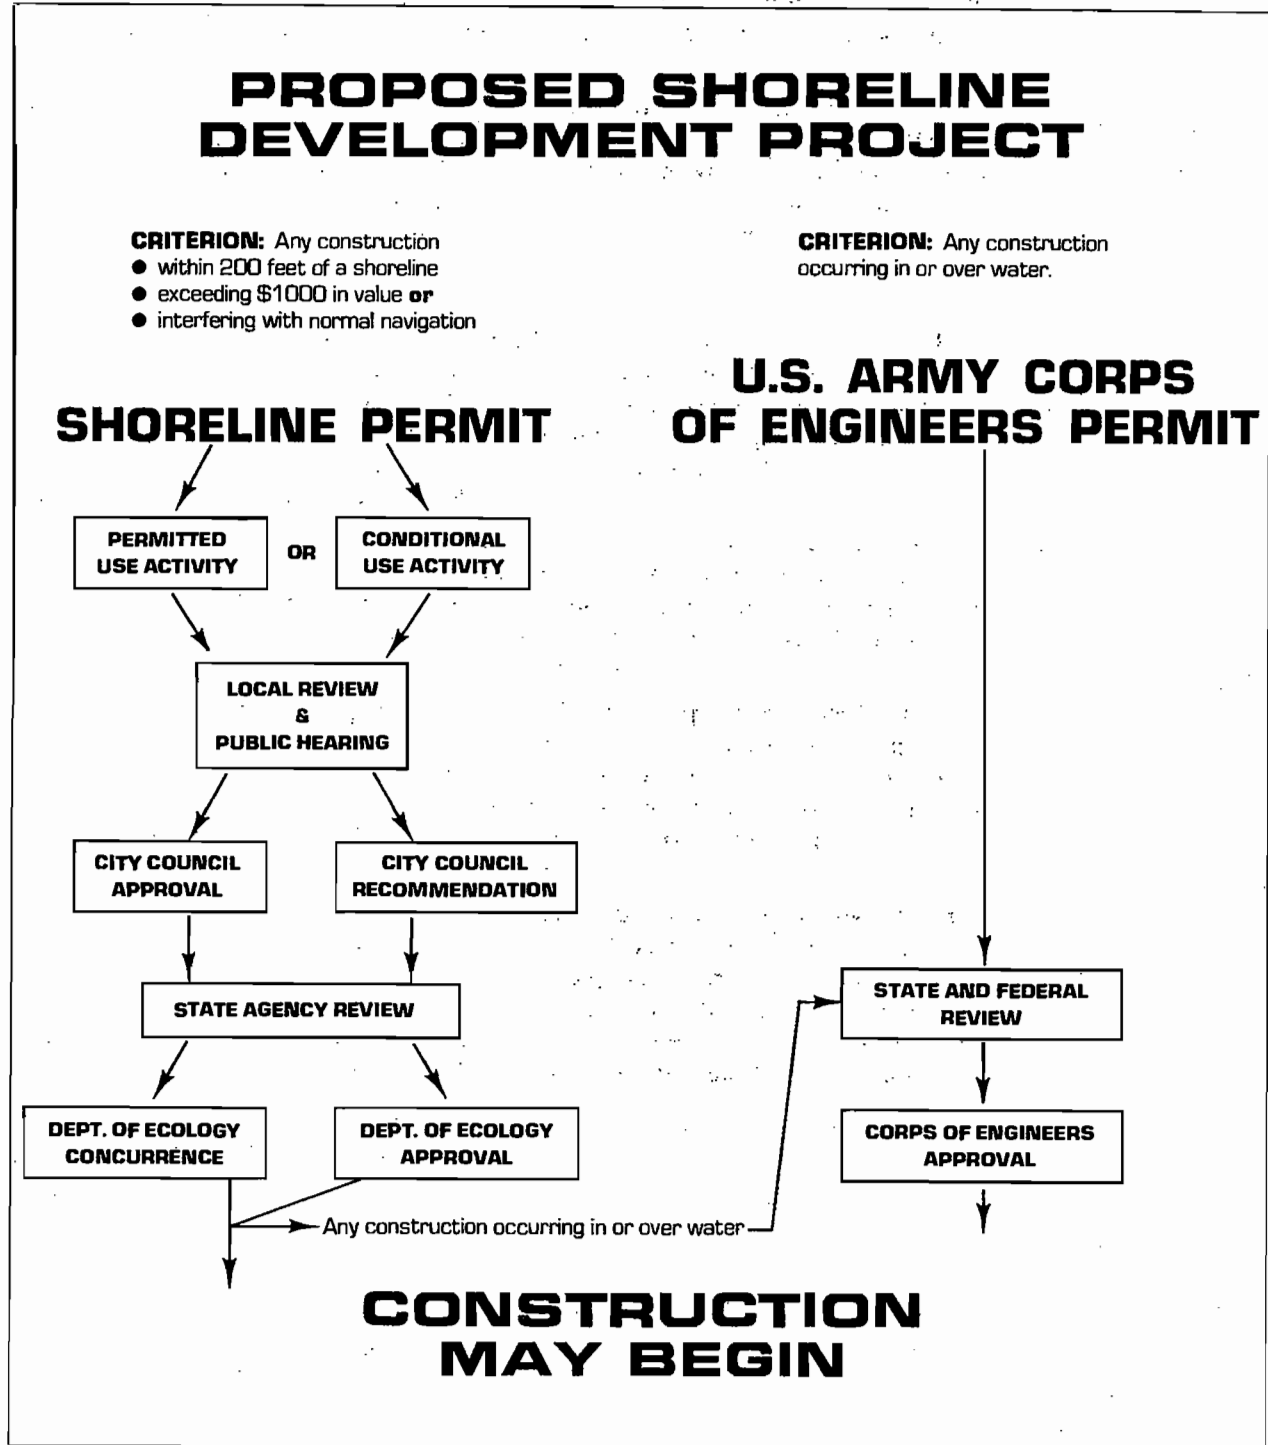 PROPOSED SHORELINE
DEVELOPMENT PROJECT
CRITERION: Any construction
● within 200 feet of a shoreline
● exceeding $1000 in value or
● interfering with normal navigation
CRITERION: Any construction
occurring in or over water.
SHORELINE PERMIT
U.S. ARMY CORPS
OF ENGINEERS PERMIT
PERMITTED
USE ACTIVITY
OR
CONDITIONAL
USE ACTIVITY
LOCAL REVIEW
&
PUBLIC HEARING
CITY COUNCIL
APPROVAL
CITY COUNCIL
RECOMMENDATION
STATE AGENCY REVIEW
STATE AND FEDERAL
REVIEW
DEPT. OF ECOLOGY
CONCURRENCE
DEPT. OF ECOLOGY
APPROVAL
CORPS OF ENGINEERS
APPROVAL
Any construction occurring in or over water
CONSTRUCTION
MAY BEGIN